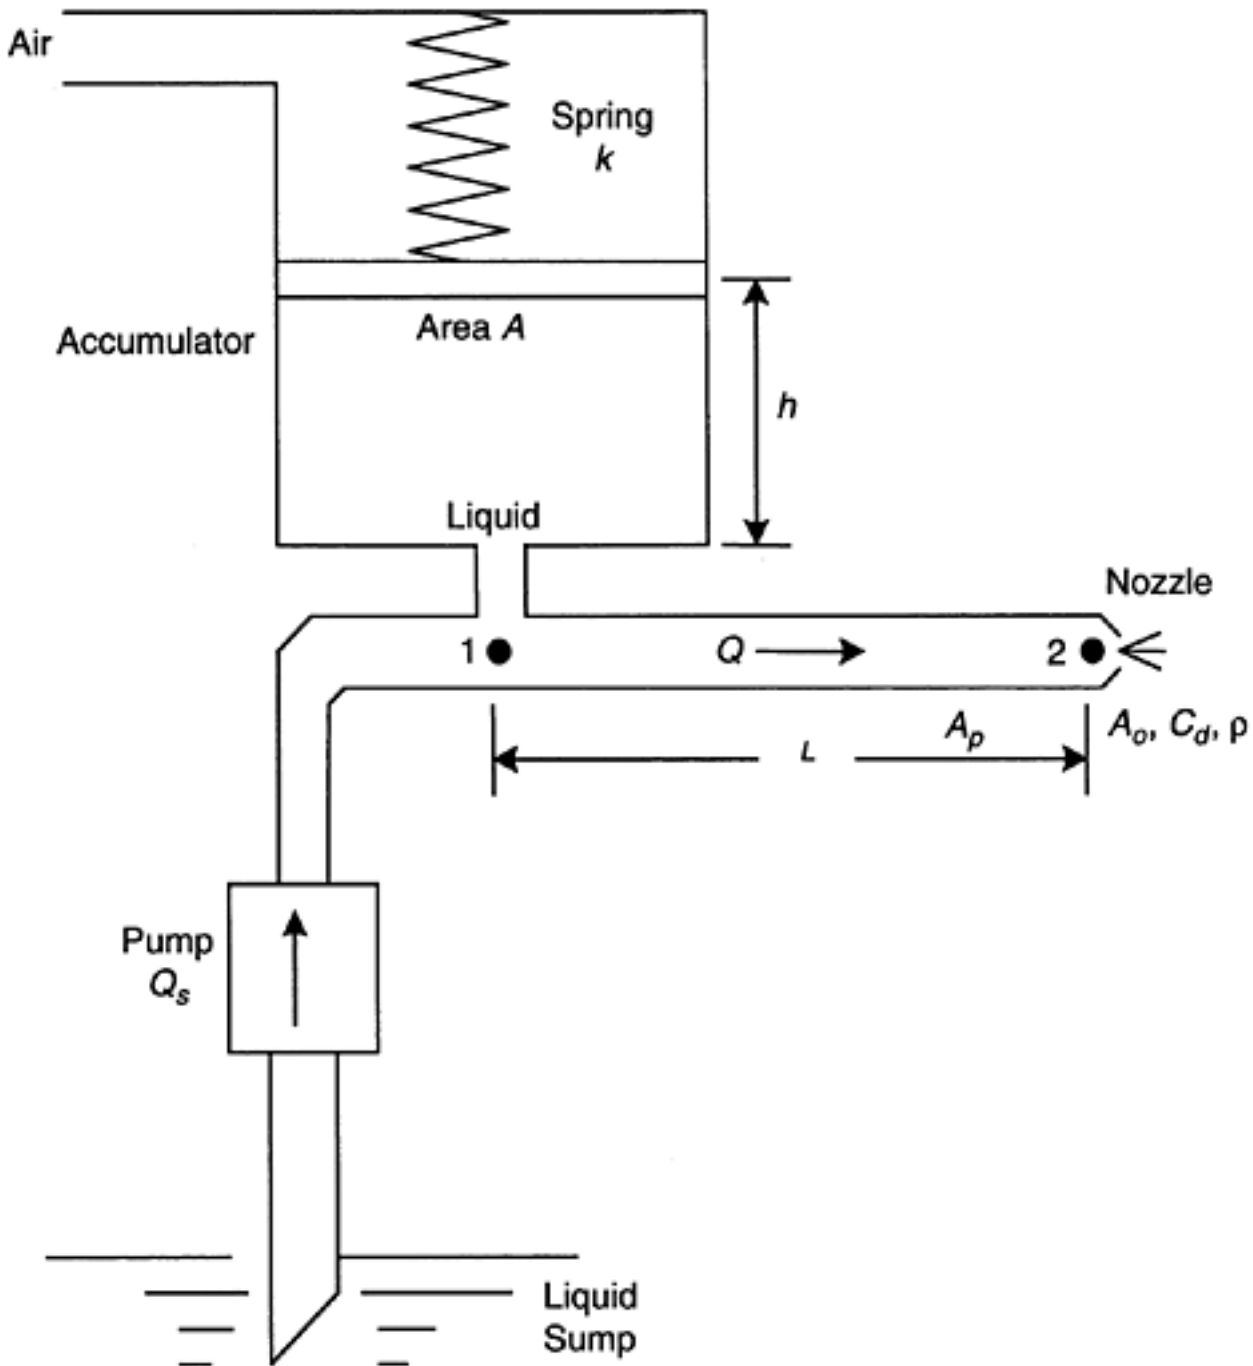 Air
Spring
k
Accumulator
Area A
h
Liquid
Nozzle
1
Q
2
L
Ap
Ao, Cd, ρ
Pump
Qs
Liquid
Sump